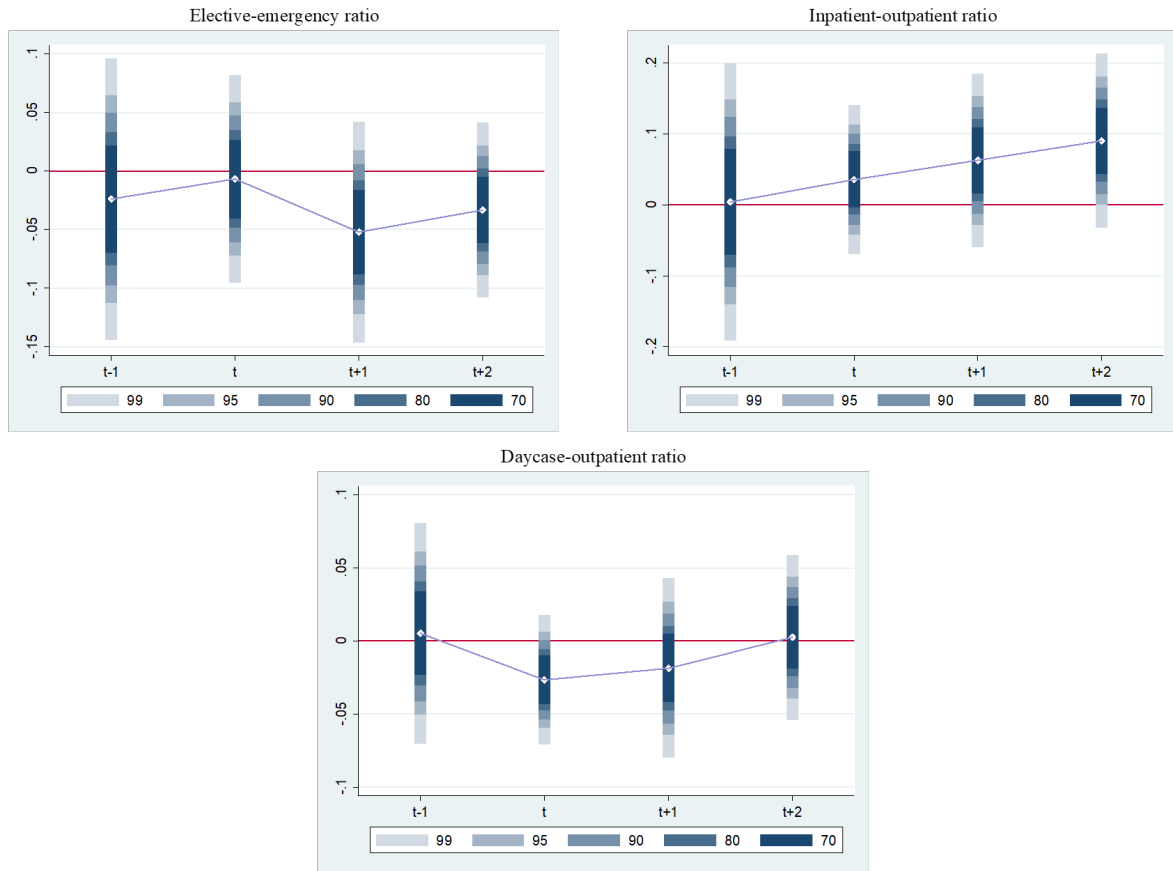 Elective-emergency ratio
.1
.05
0
-.05
-.1
-.15
t-1 t t+1 t+2
99 95 90 80 70
Inpatient-outpatient ratio
.2
.1
0
-.1
-.2
t-1 t t+1 t+2
99 95 90 80 70
Daycase-outpatient ratio
.1
.05
0
-.05
-.1
t-1 t t+1 t+2
99 95 90 80 70